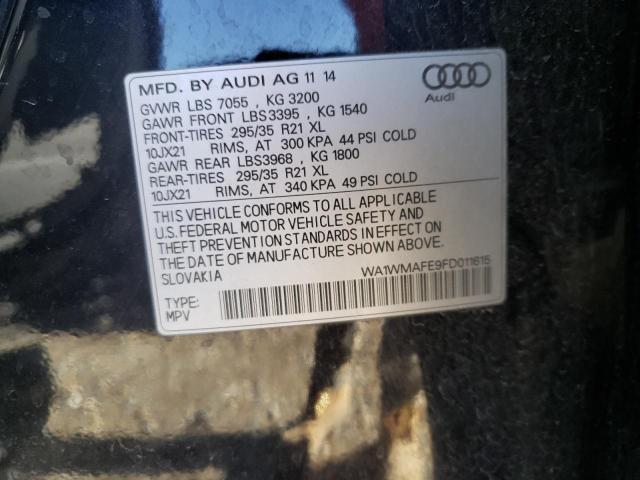 MFD. BY AUDI AG 11 14
GVWR LBS 7055 , KG 3200
GAWR FRONT LBS3395 , KG 1540
FRONT-TIRES 295/35 R21 XL
10JX21 RIMS, AT 300 KPA 44 PSI COLD
GAWR REAR LBS3968 , KG 1800
REAR-TIRES 295/35 R21 XL
10JX21 RIMS, AT 340 KPA 49 PSI COLD
Audi
THIS VEHICLE CONFORMS TO ALL APPLICABLE
U.S. FEDERAL MOTOR VEHICLE SAFETY AND
THEFT PREVENTION STANDARDS IN EFFECT ON
THE DATE OF MANUFACTURE SHOWN ABOVE.
SLOVAKIA
WA1WMAFE9FD011615
TYPE:
MPV